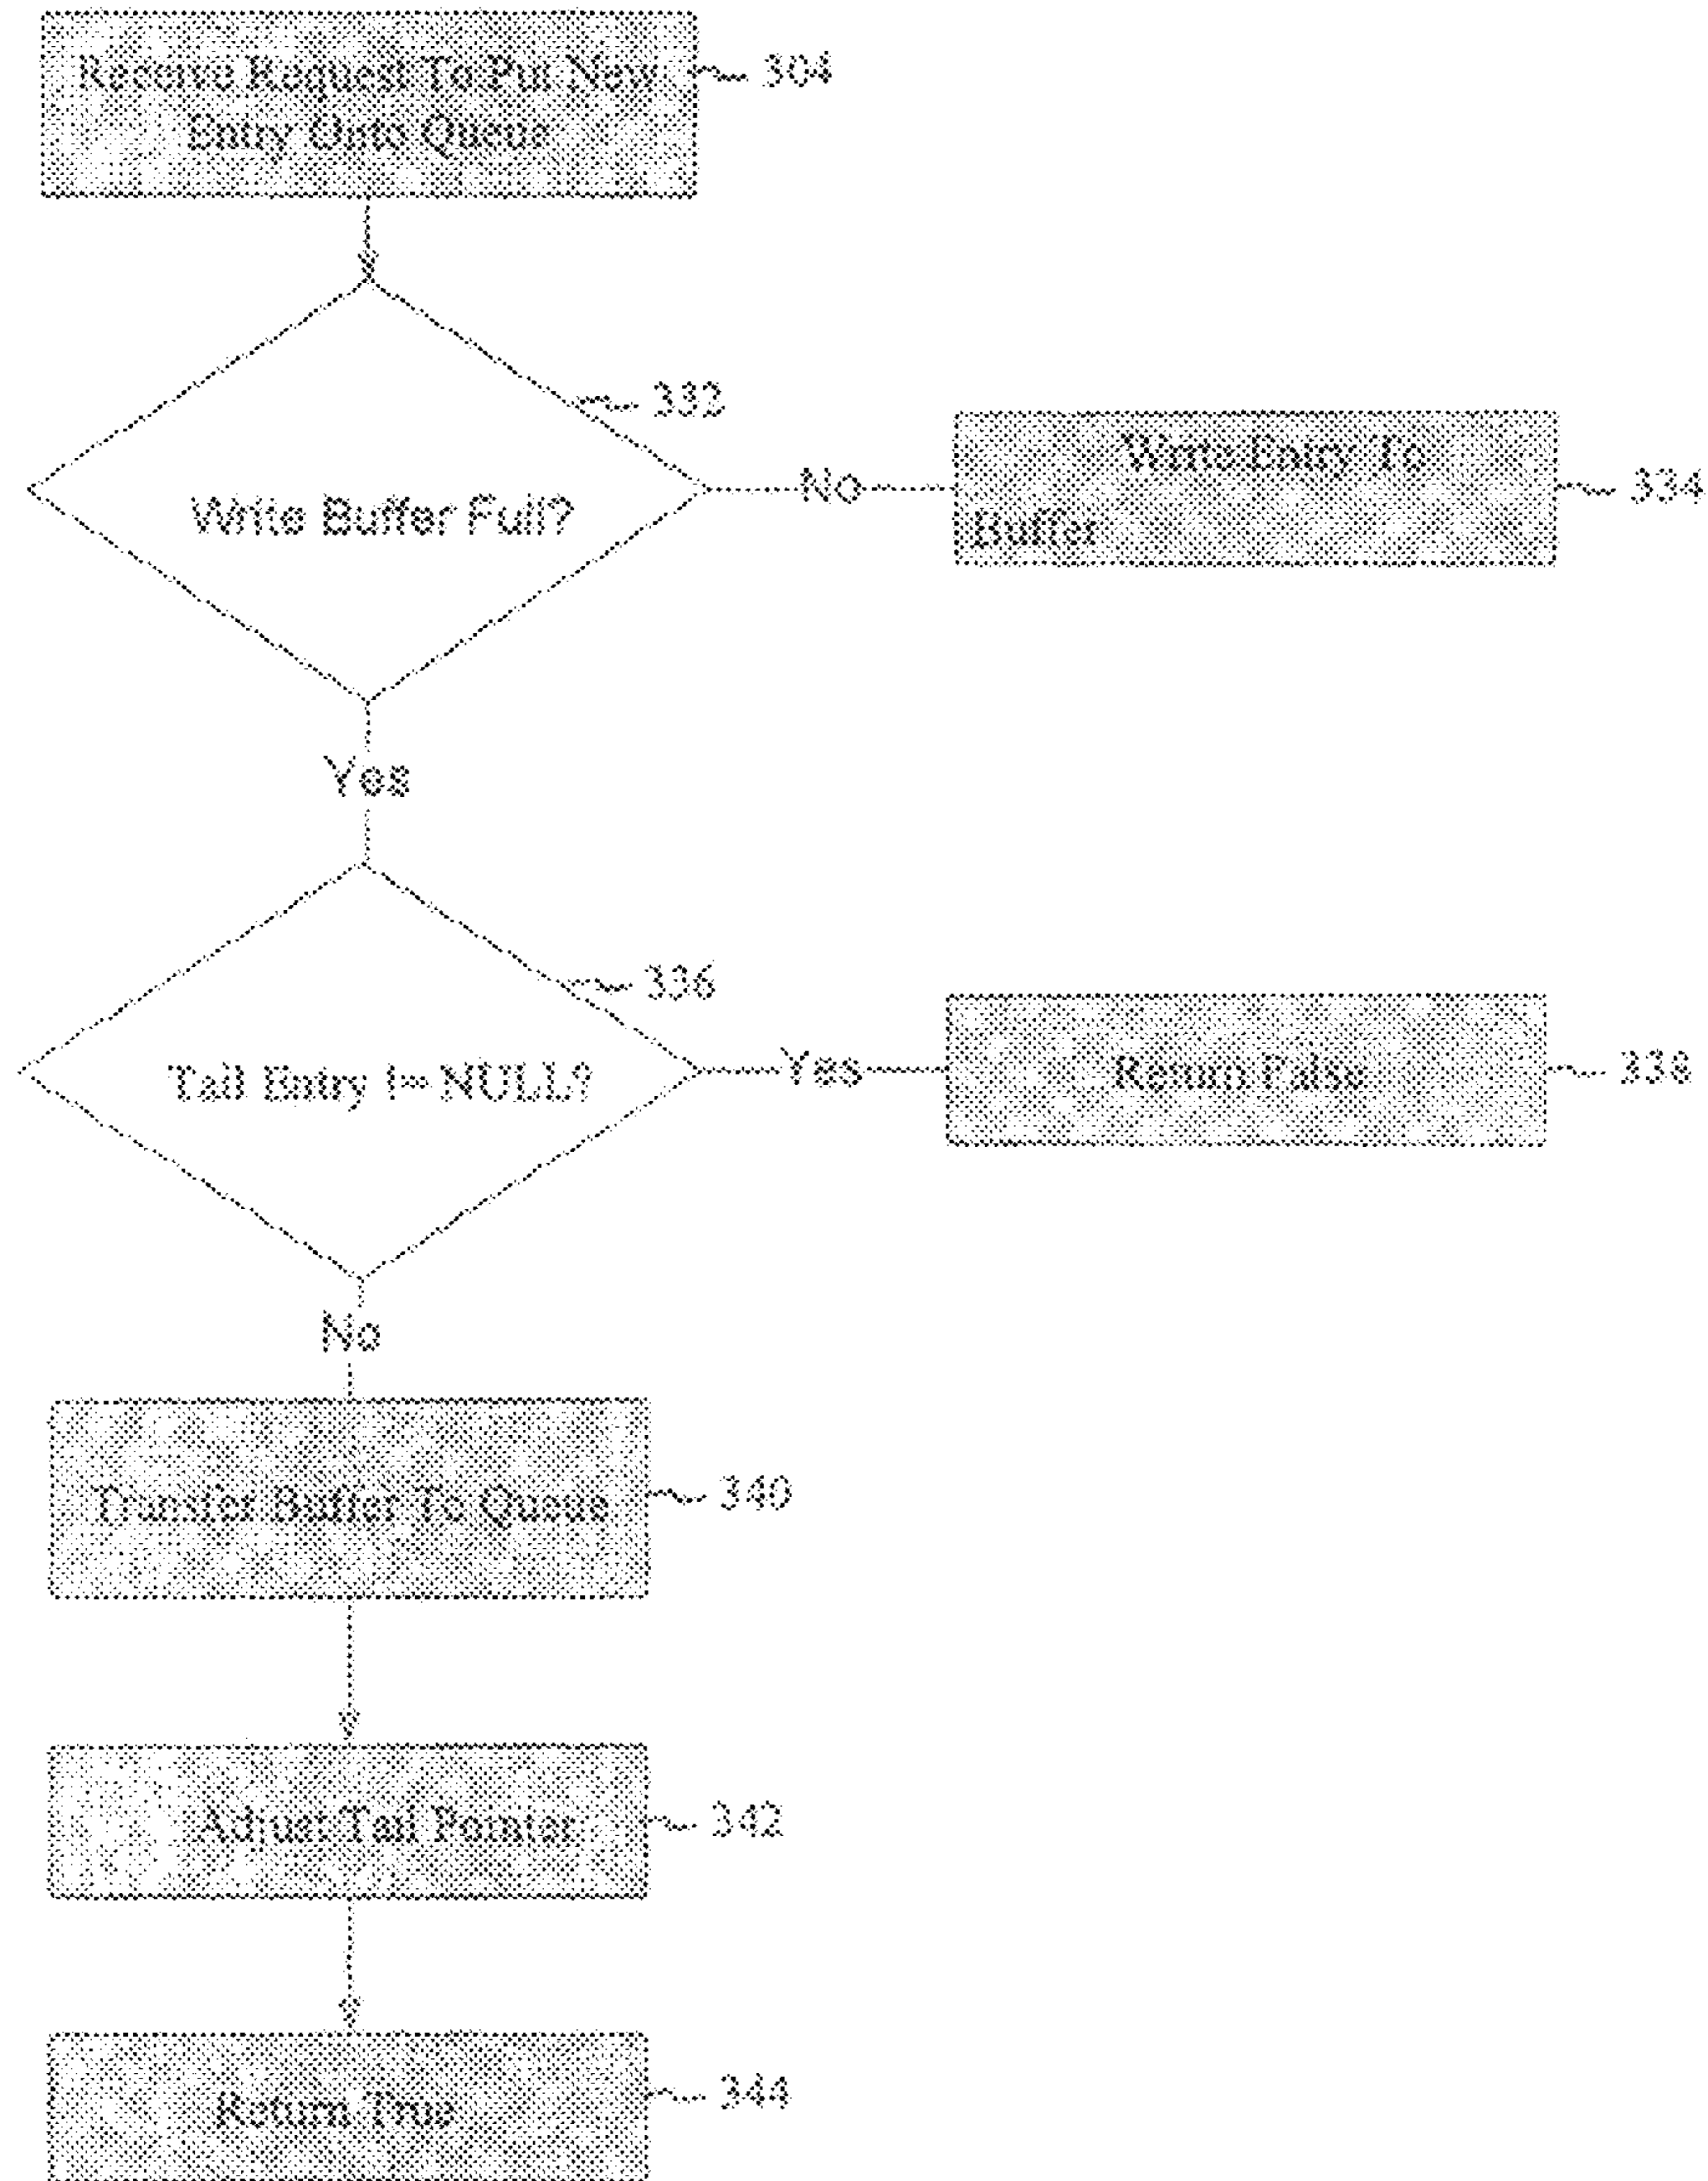 Receive Request To Put New
Entry Onto Queue
304
332
Write Buffer Full?
No
Write Entry To
Buffer
334
Yes
336
Tail Entry != NULL?
Yes
Return False
338
No
Transfer Buffer To Queue
340
Adjust Tail Pointer
342
Return True
344